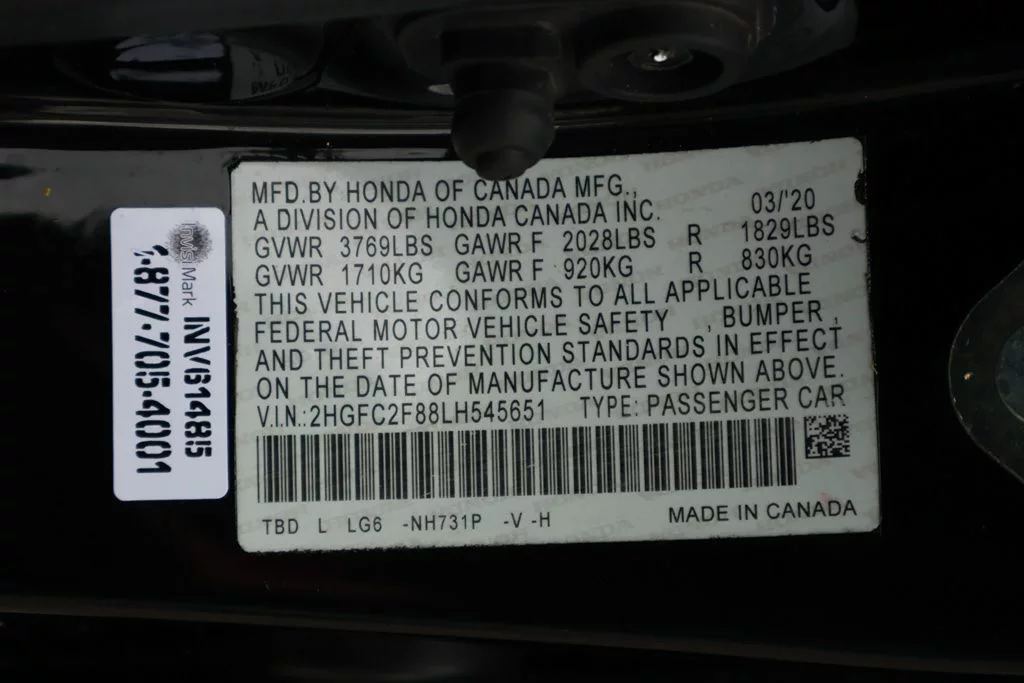 MFD.BY HONDA OF CANADA MFG.,
A DIVISION OF HONDA CANADA INC. 03/'20
GVWR 3769LBS GAWR F 2028LBS R 1829LBS
GVWR 1710KG GAWR F 920KG R 830KG
THIS VEHICLE CONFORMS TO ALL APPLICABLE
FEDERAL MOTOR VEHICLE SAFETY , BUMPER ,
AND THEFT PREVENTION STANDARDS IN EFFECT
ON THE DATE OF MANUFACTURE SHOWN ABOVE.
V.I.N.:2HGFC2F88LH545651 TYPE: PASSENGER CAR
TBD L LG6 -NH731P -V -H MADE IN CANADA
InMS Mark INV61485
1-877-705-4001